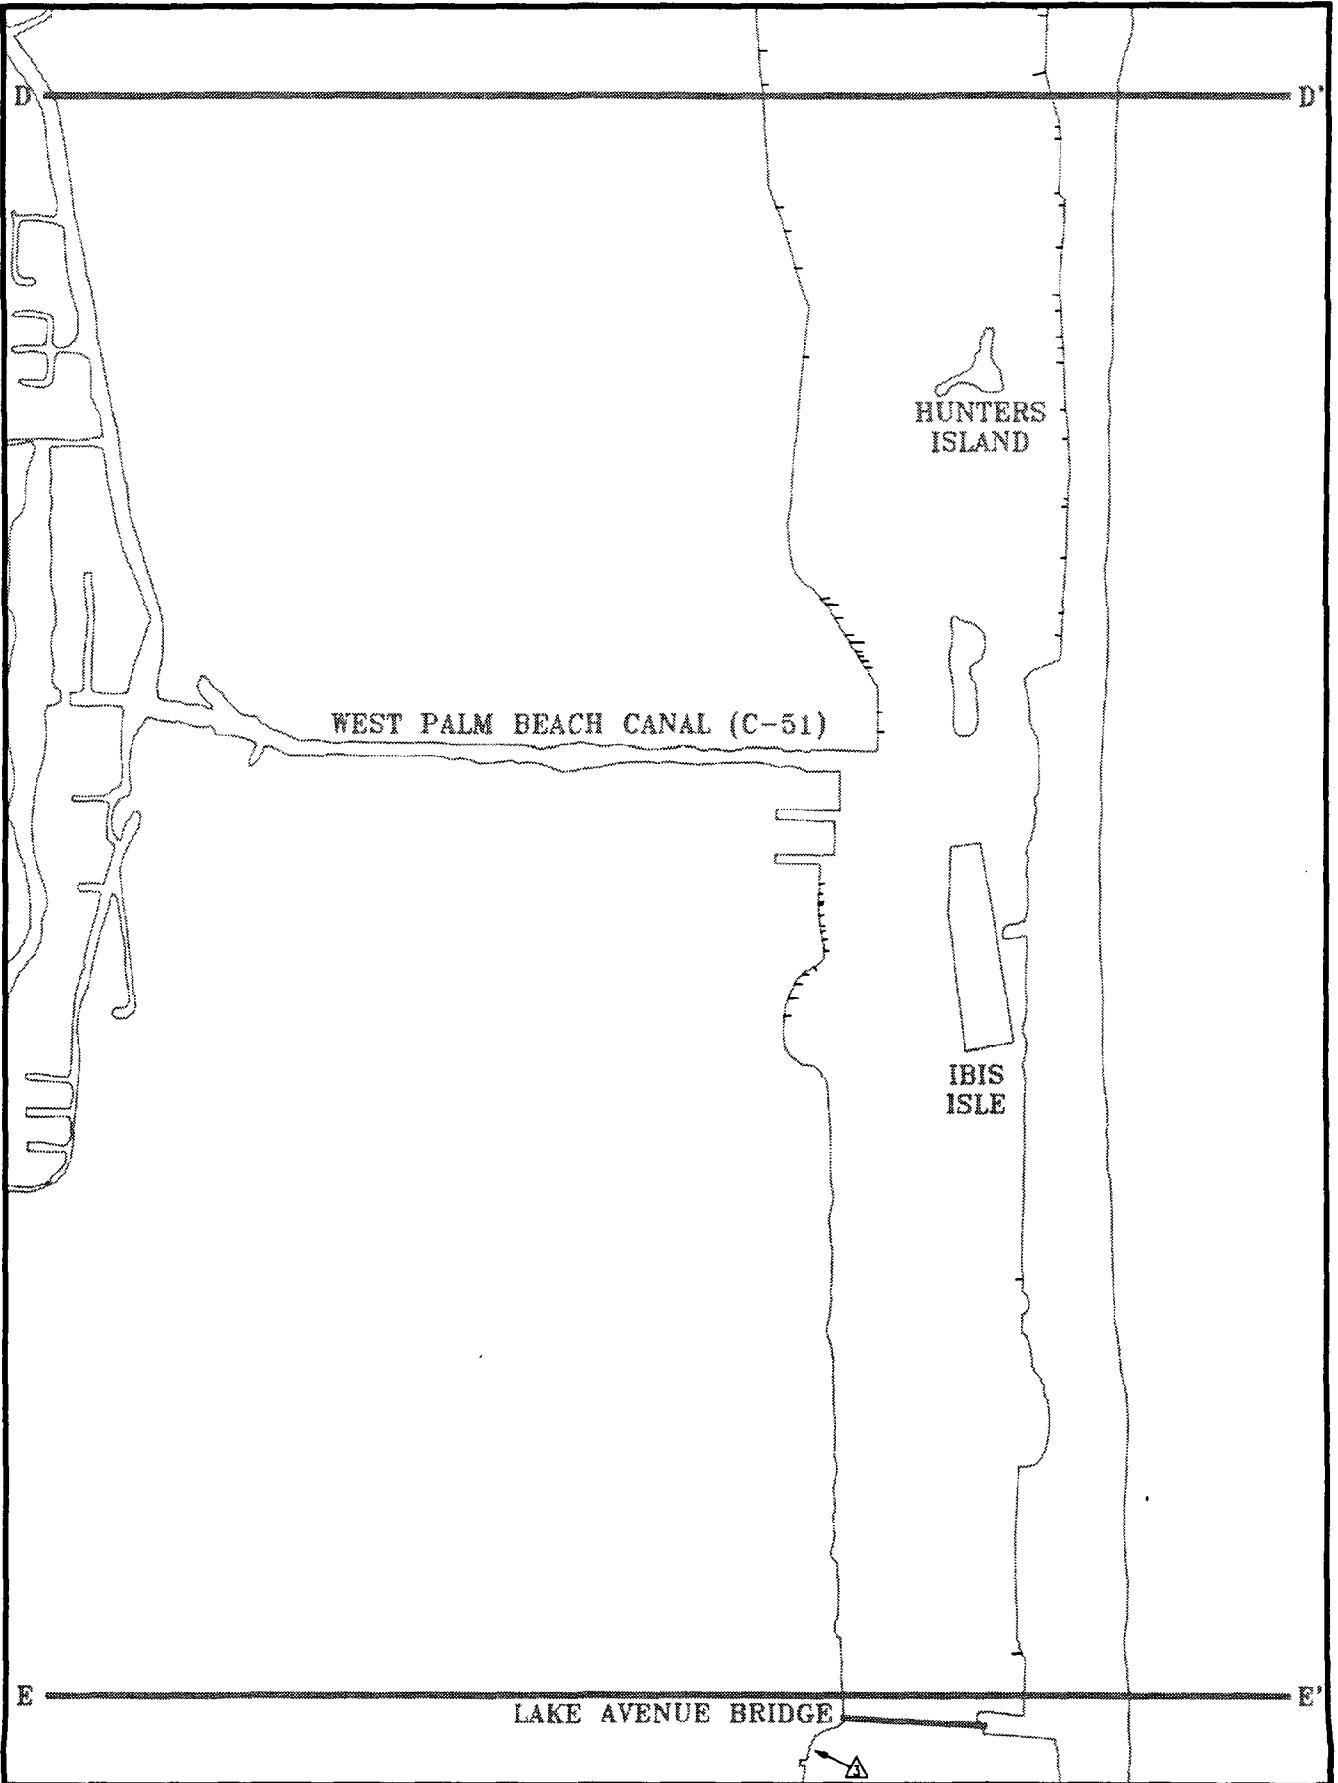 D D'
HUNTERS
ISLAND
WEST PALM BEACH CANAL (C-51)
IBIS
ISLE
E E'
LAKE AVENUE BRIDGE
3